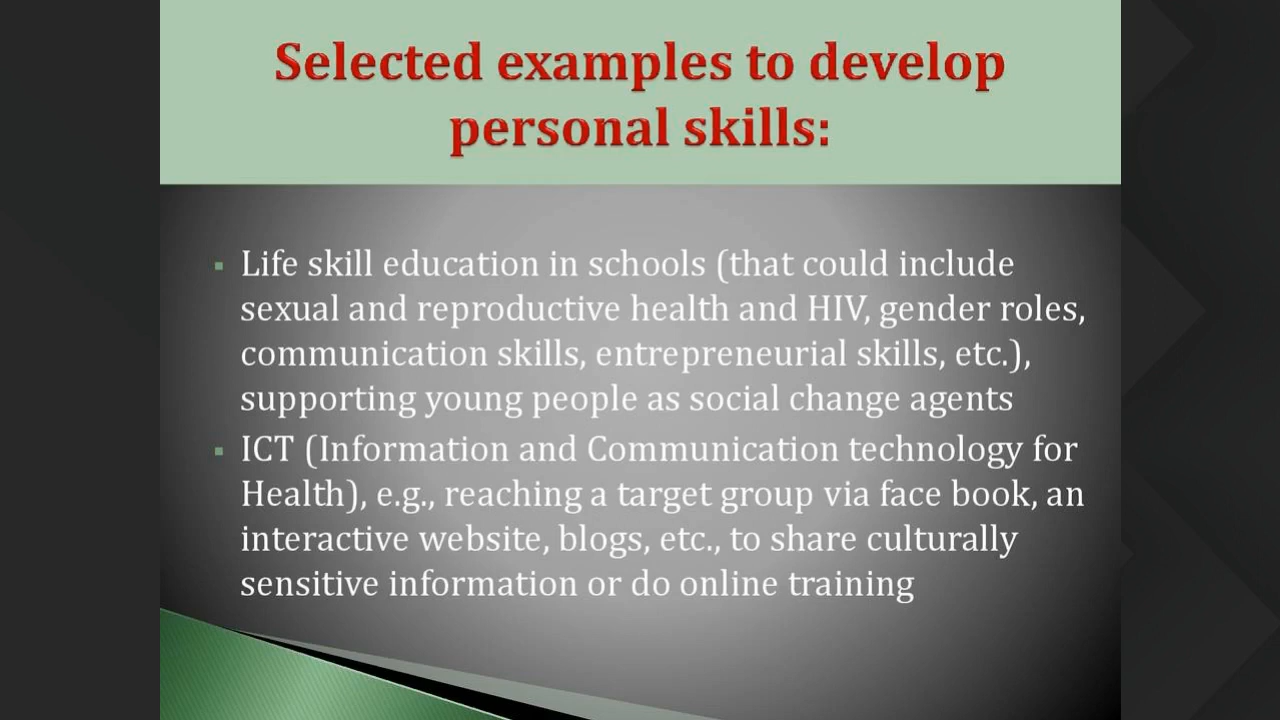 Selected examples to develop
personal skills:
Life skill education in schools (that could include
sexual and reproductive health and HIV, gender roles,
communication skills, entrepreneurial skills, etc.),
supporting young people as social change agents
ICT (Information and Communication technology for
Health), e.g., reaching a target group via face book, an
interactive website, blogs, etc., to share culturally
sensitive information or do online training